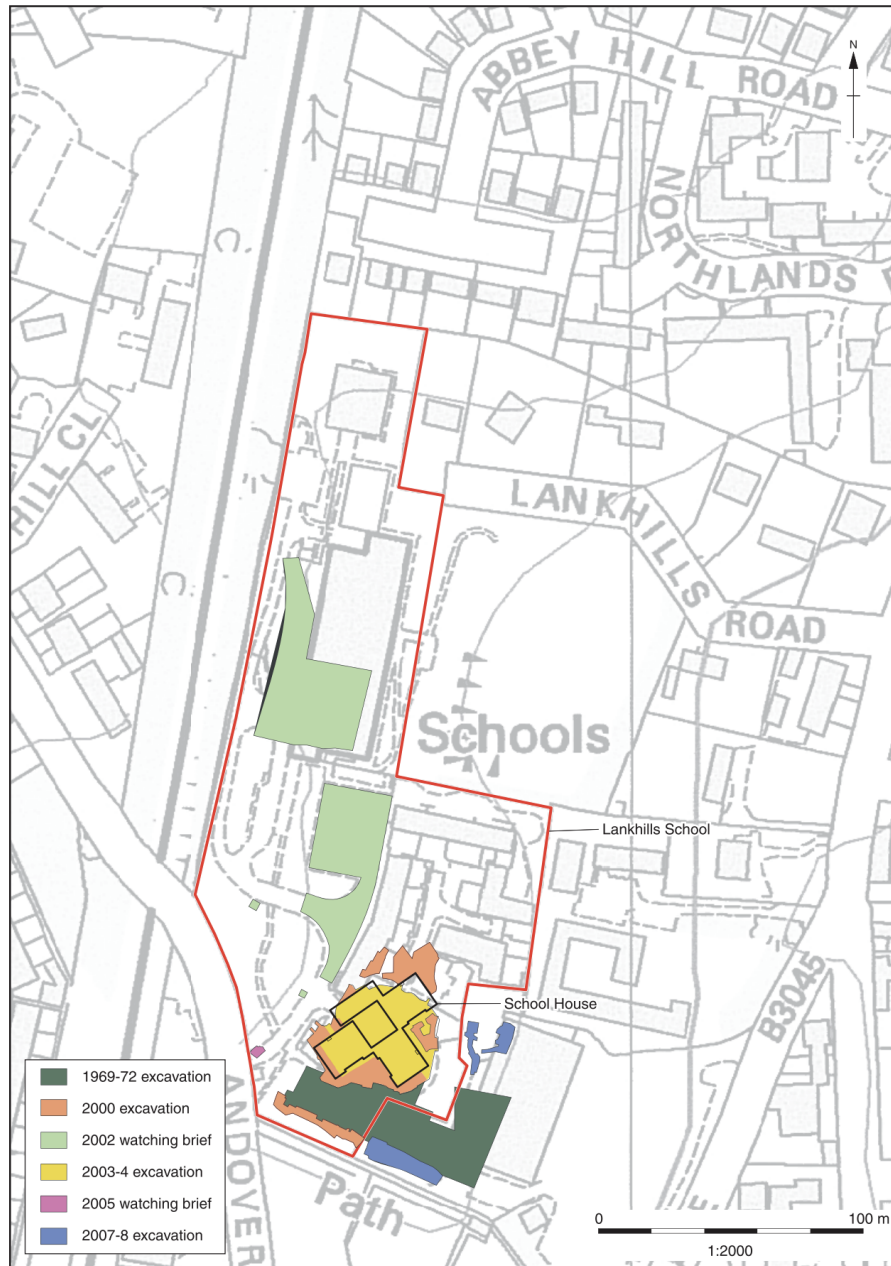 ABBEY HILL ROAD
N
NORTHLANDS
HILL CL
LANKHILLS ROAD
Schools
Lankhills School
School House
B3045
ANDOVER
Path
1969-72 excavation
2000 excavation
2002 watching brief
2003-4 excavation
2005 watching brief
2007-8 excavation
0 100 m
1:2000